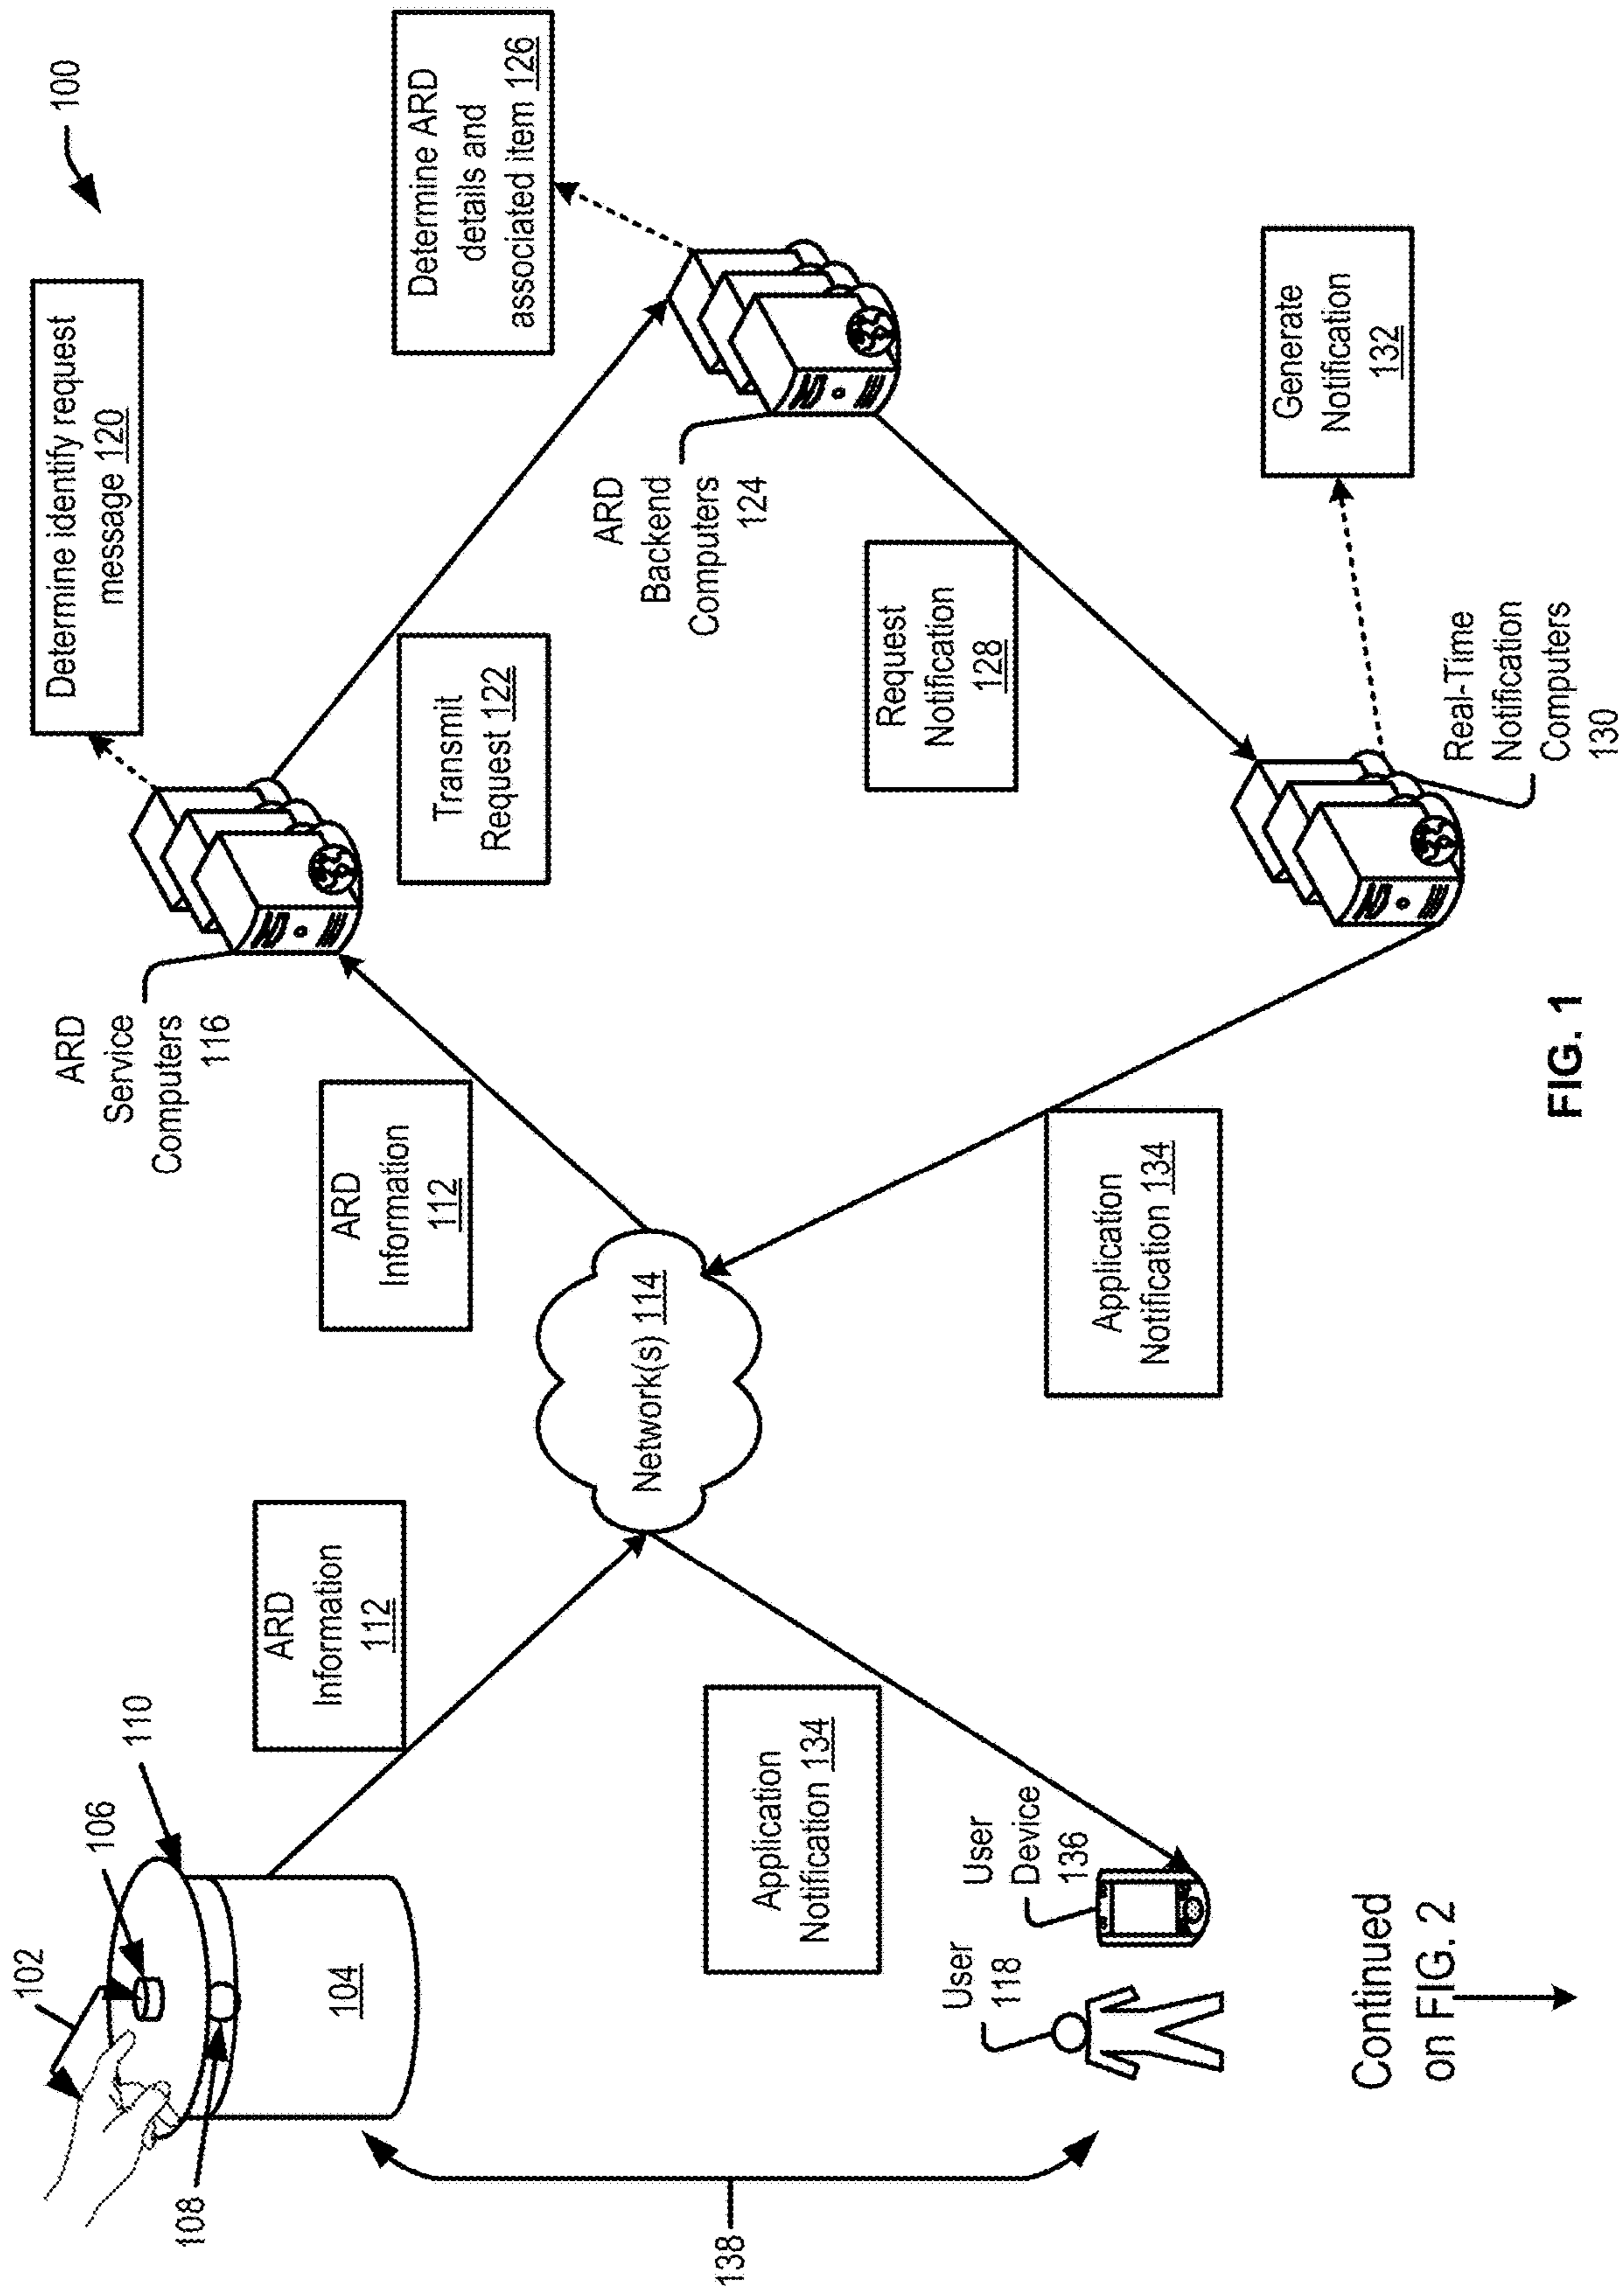 100
102
106
110
108
104
ARD
Information
112
ARD
Information
112
Network(s) 114
ARD
Service
Computers
116
Determine identify request
message 120
Transmit
Request 122
ARD
Backend
Computers
124
Determine ARD
details and
associated item 126
Request
Notification
128
Real-Time
Notification
Computers
130
Generate
Notification
132
Application
Notification 134
Application
Notification 134
User
118
User
Device
136
138
Continued
on FIG. 2
FIG. 1